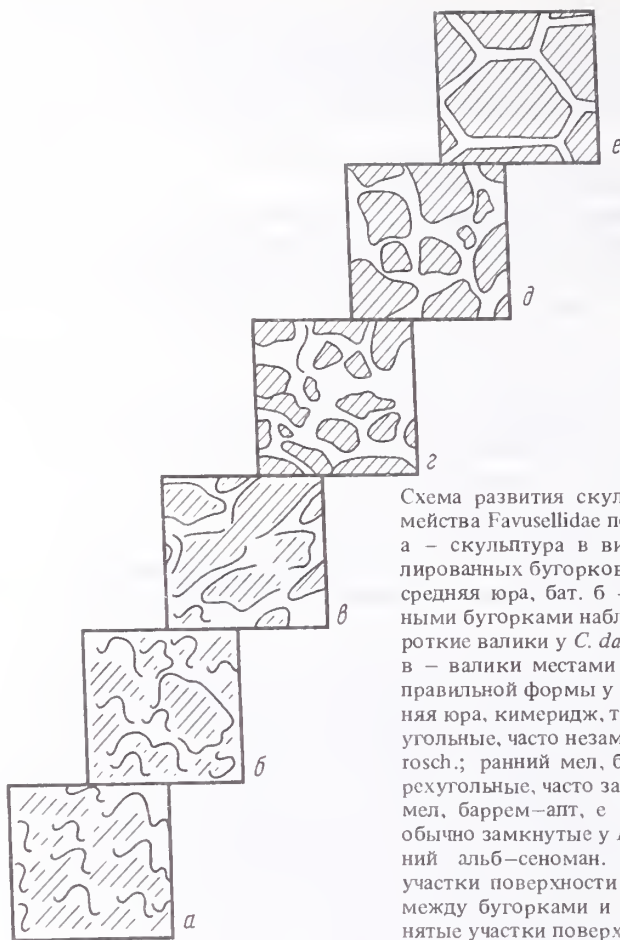 е
д
г
в
б
а
Схема развития скул
мейства Favusellidae по
а – скульптура в ви
лированных бугорков
средняя юра, бат. б –
ными бугорками набл
роткие валики у C. da
в – валики местами
правильной формы у
няя юра, кимеридж, т
угольные, часто незам
rosch.; ранний мел, б
рехугольные, часто за
мел, баррем–апт, е
обычно замкнутые у
ний альб–сеноман.
участки поверхности
между бугорками и
нятые участки поверх